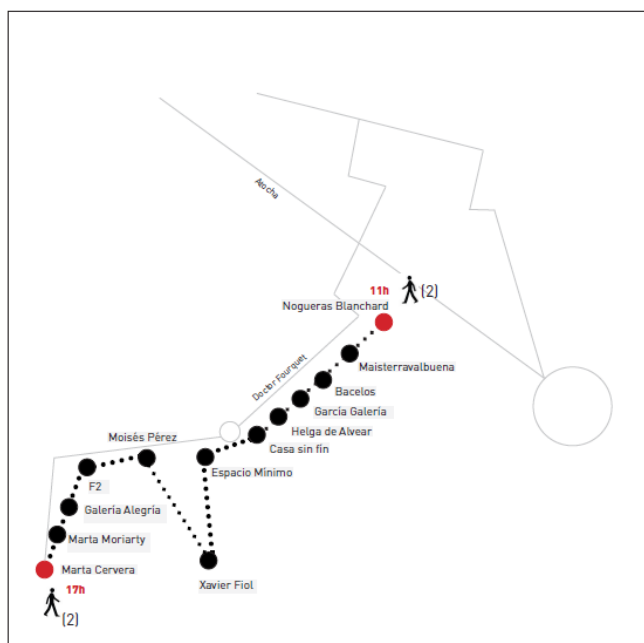 Atocha
11h
(2)
Nogueras Blanchard
Doctor Fourquet
Maisterravalbuena
Bacelos
García Galería
Helga de Alvear
Casa sin fín
Moisés Pérez
Espacio Mínimo
F2
Galería Alegría
Marta Moriarty
Marta Cervera
Xavier Fiol
17h
(2)